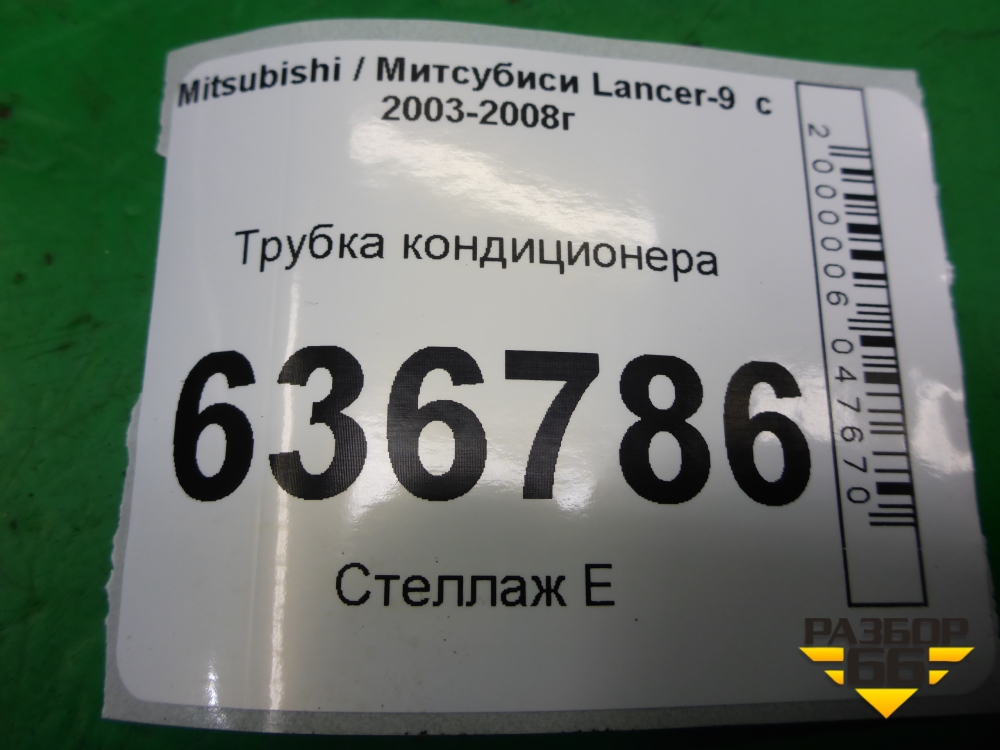 Mitsubishi / Митсубиси Lancer-9 с
2003-2008г
Трубка кондиционера
636786
Стеллаж Е
2000006047670
РАЗБОР
66